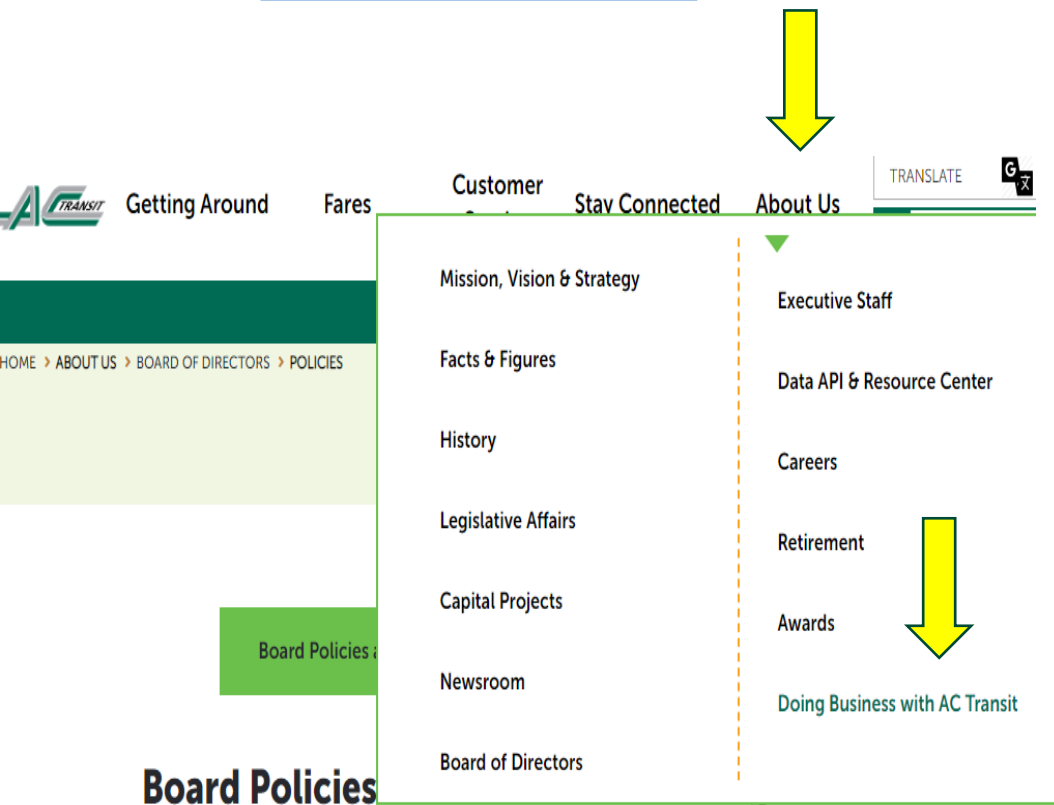 TRANSLATE
AC TRANSIT
Getting Around
Fares
Customer
Stay Connected
About Us
HOME > ABOUT US > BOARD OF DIRECTORS > POLICIES
Mission, Vision & Strategy
Facts & Figures
History
Legislative Affairs
Capital Projects
Newsroom
Board of Directors
Executive Staff
Data API & Resource Center
Careers
Retirement
Awards
Doing Business with AC Transit
Board Policies
Board Policies